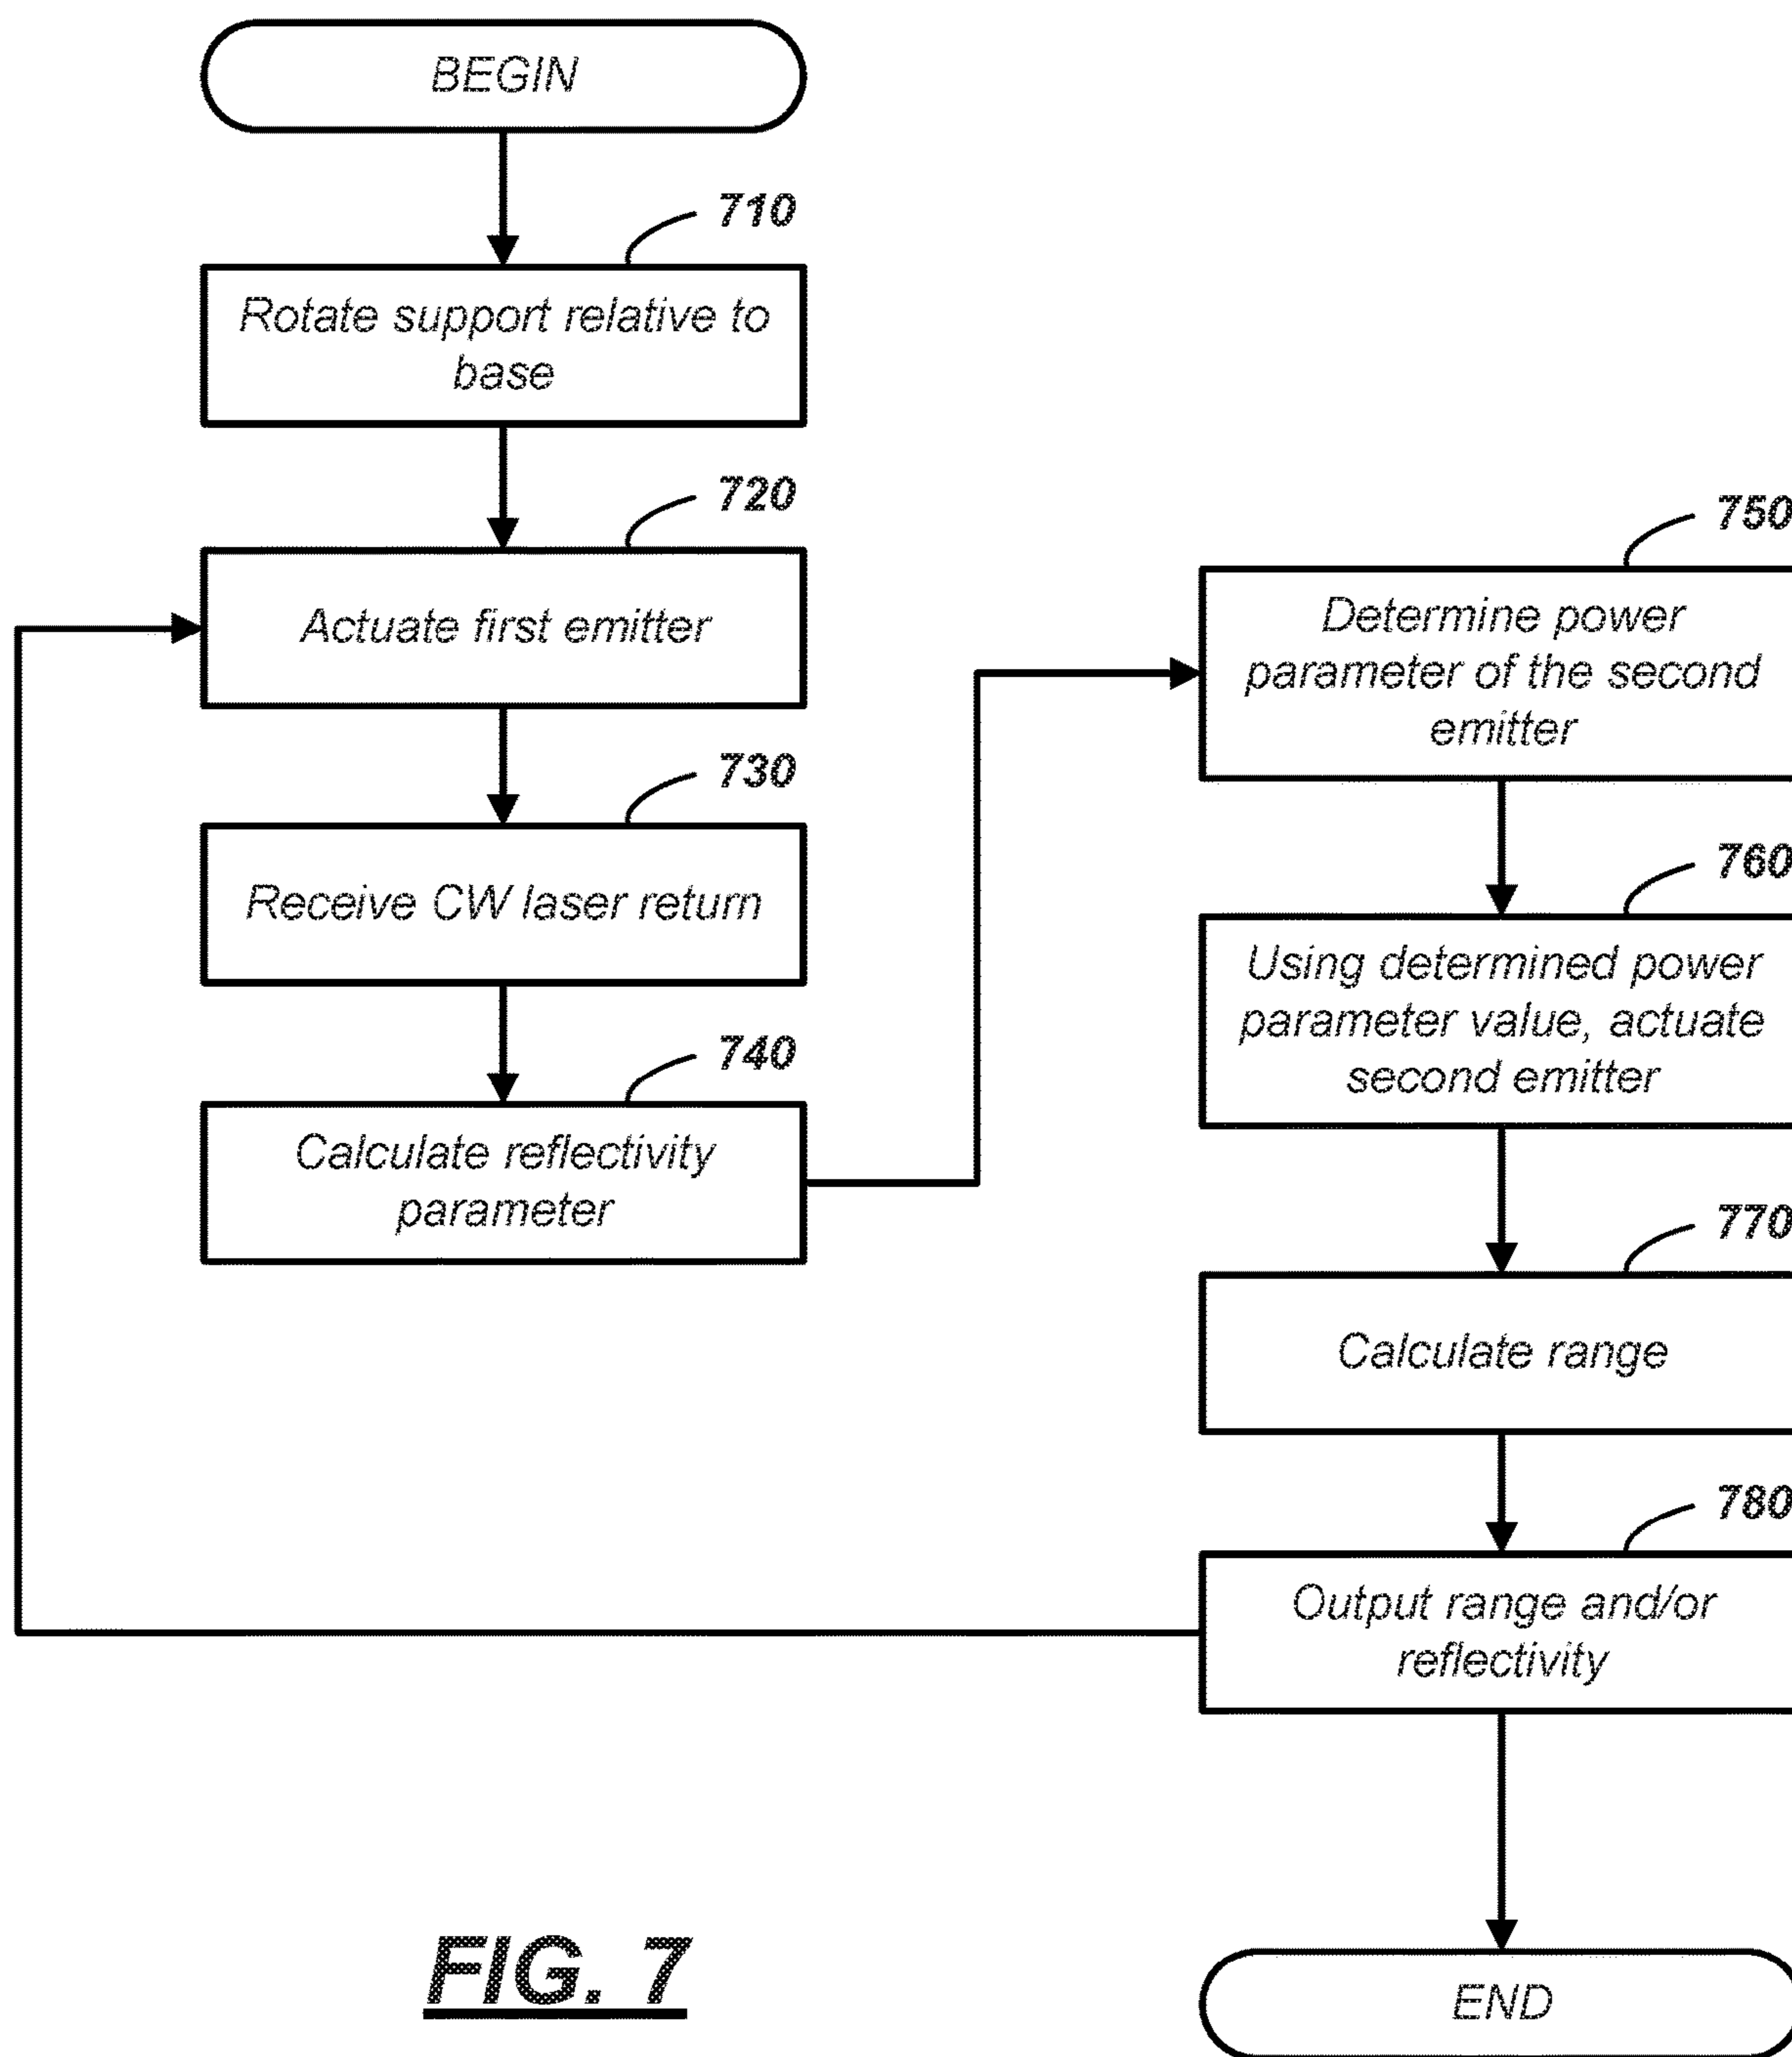 BEGIN
710
Rotate support relative to
base
720
Actuate first emitter
730
Receive CW laser return
740
Calculate reflectivity
parameter
750
Determine power
parameter of the second
emitter
760
Using determined power
parameter value, actuate
second emitter
770
Calculate range
780
Output range and/or
reflectivity
END
FIG. 7